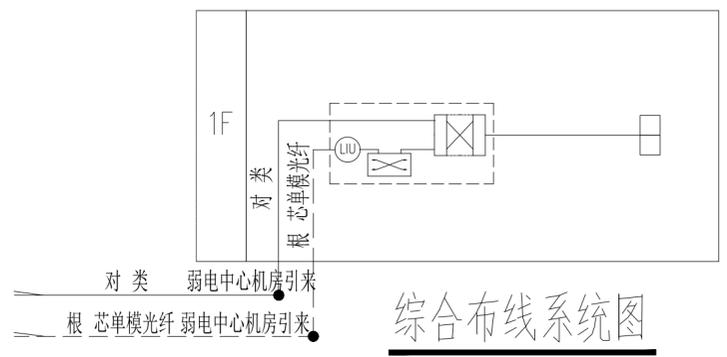 1F
LIU
对 类
根 芯单模光纤
对 类 弱电中心机房引来
根 芯单模光纤 弱电中心机房引来
综合布线系统图